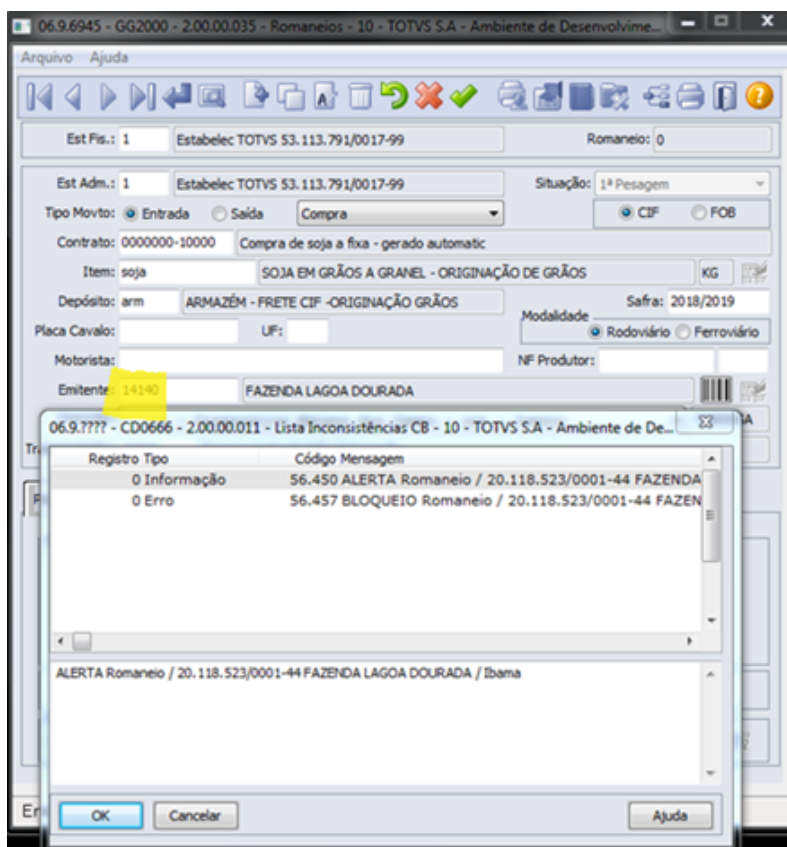 06.9.6945 - GG2000 - 2.00.00.035 - Romaneios - 10 - TOTVS S.A - Ambiente de Desenvolvime...
Arquivo Ajuda
Est Fis.: 1 Estabelec TOTVS 53.113.791/0017-99 Romaneio: 0
Est Adm.: 1 Estabelec TOTVS 53.113.791/0017-99 Situação: 1ª Pesagem
Tipo Movto: Entrada Saída Compra CIF FOB
Contrato: 0000000-10000 Compra de soja a fixa - gerado automatic
Item: soja SOJA EM GRÃOS A GRANEL - ORIGINAÇÃO DE GRÃOS KG
Depósito: arm ARMAZÉM - FRETE CIF -ORIGINAÇÃO GRÃOS Safra: 2018/2019
Placa Cavalo: UF: Modalidade Rodoviário Ferroviário
Motorista: NF Produtor:
Emitente: 14140 FAZENDA LAGOA DOURADA
06.9.???? - CD0666 - 2.00.00.011 - Lista Inconsistências CB - 10 - TOTVS S.A - Ambiente de De...
Registro Tipo Código Mensagem
0 Informação 56.450 ALERTA Romaneio / 20.118.523/0001-44 FAZENDA
0 Erro 56.457 BLOQUEIO Romaneio / 20.118.523/0001-44 FAZEN
ALERTA Romaneio / 20.118.523/0001-44 FAZENDA LAGOA DOURADA / Ibama
OK Cancelar Ajuda